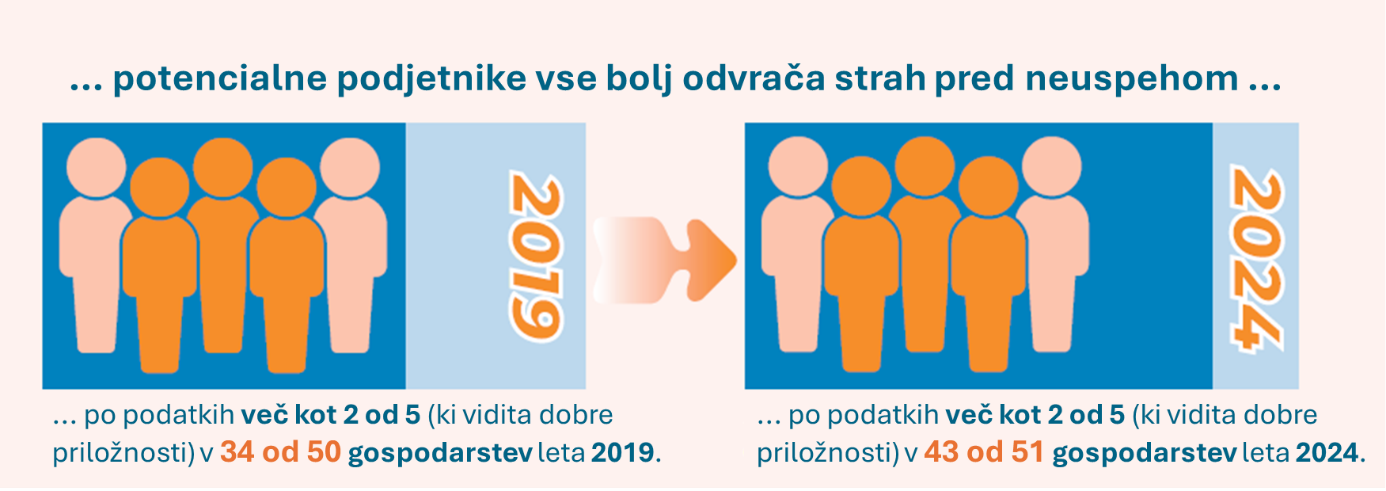 ... potencialne podjetnike vse bolj odvrača strah pred neuspehom ...
2019
2024
... po podatkih več kot 2 od 5 (ki vidita dobre
priložnosti) v 34 od 50 gospodarstev leta 2019.
... po podatkih več kot 2 od 5 (ki vidita dobre
priložnosti) v 43 od 51 gospodarstev leta 2024.